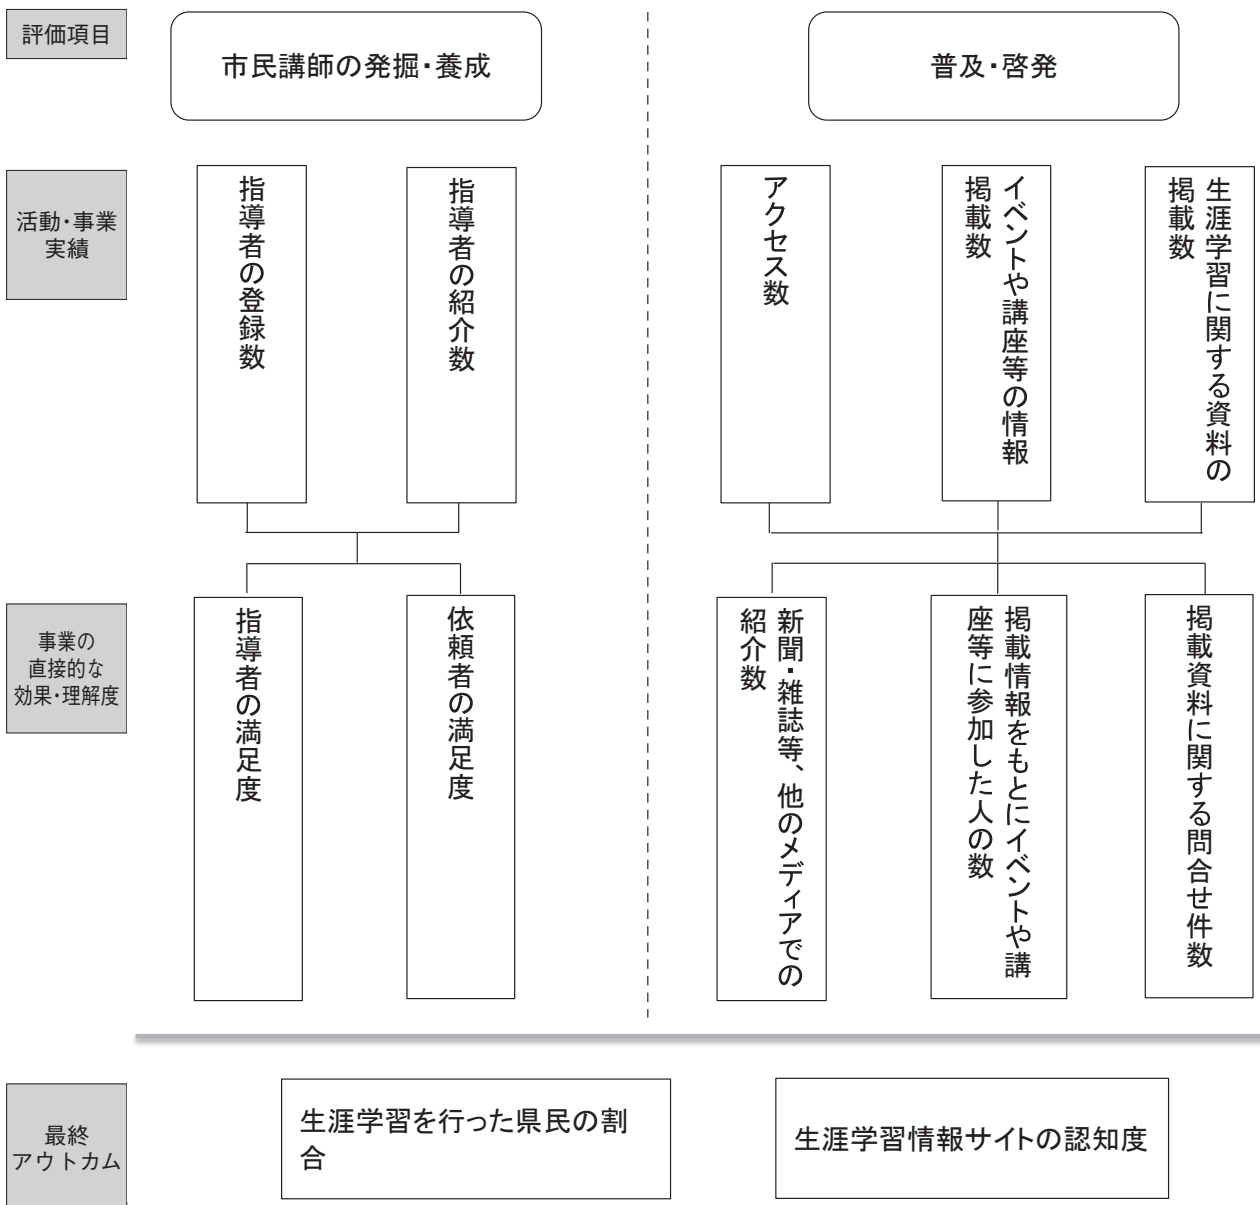 評価項目
市民講師の発掘・養成
普及・啓発
活動・事業
実績
指導者の登録数
指導者の紹介数
アクセス数
イベントや講座等の情報
掲載数
生涯学習に関する資料の
掲載数
事業の
直接的な
効果・理解度
指導者の満足度
依頼者の満足度
新聞・雑誌等、他のメディアでの
紹介数
掲載情報をもとにイベントや講
座等に参加した人の数
掲載資料に関する問合せ件数
最終
アウトカム
生涯学習を行った県民の割
合
生涯学習情報サイトの認知度